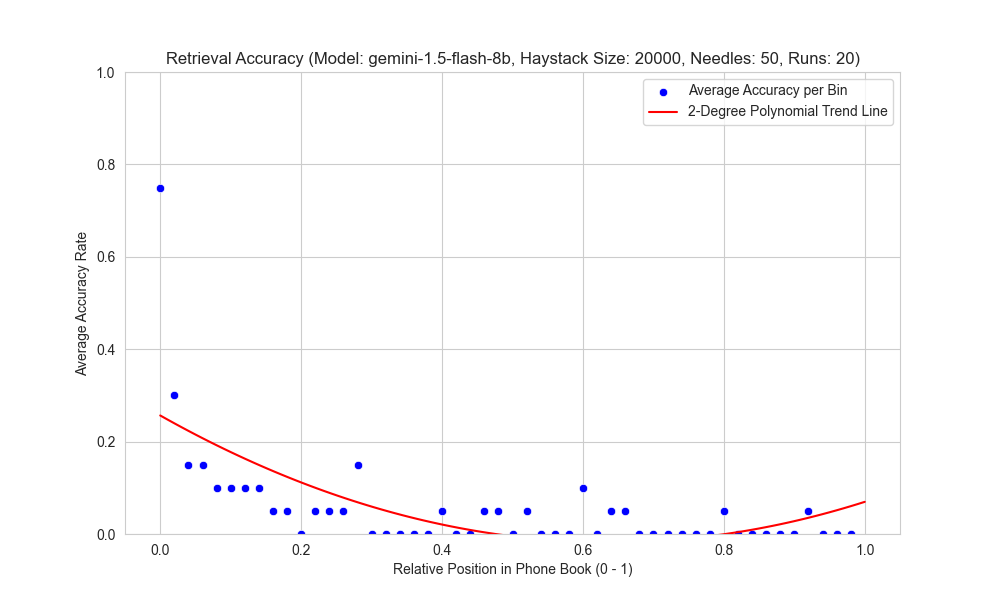 Retrieval Accuracy (Model: gemini-1.5-flash-8b, Haystack Size: 20000, Needles: 50, Runs: 20)
Average Accuracy per Bin
2-Degree Polynomial Trend Line
Average Accuracy Rate
1.0
0.8
0.6
0.4
0.2
0.0
0.0 0.2 0.4 0.6 0.8 1.0
Relative Position in Phone Book (0 - 1)